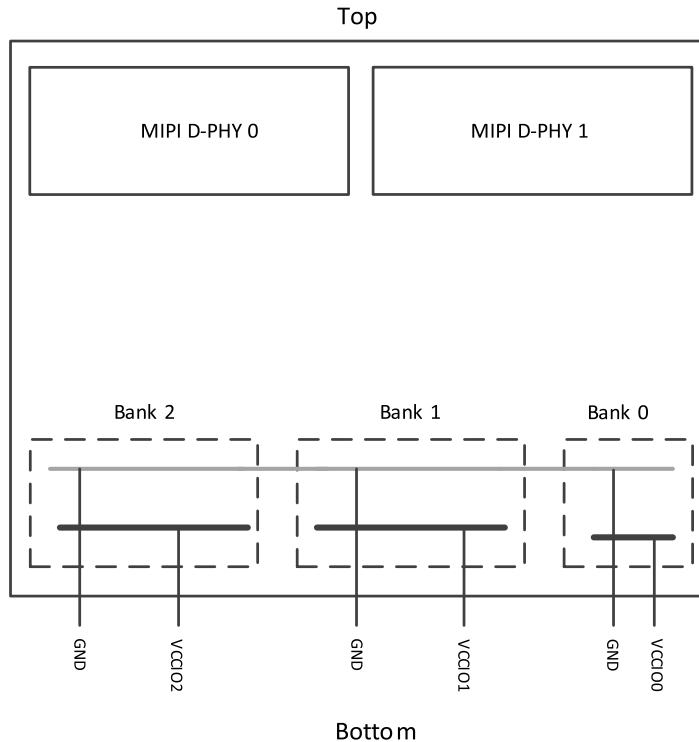 Top
MIPI D-PHY 0
MIPI D-PHY 1
Bank 2
Bank 1
Bank 0
GND
VCCIO2
GND
VCCIO1
GND
VCCIO0
Bottom